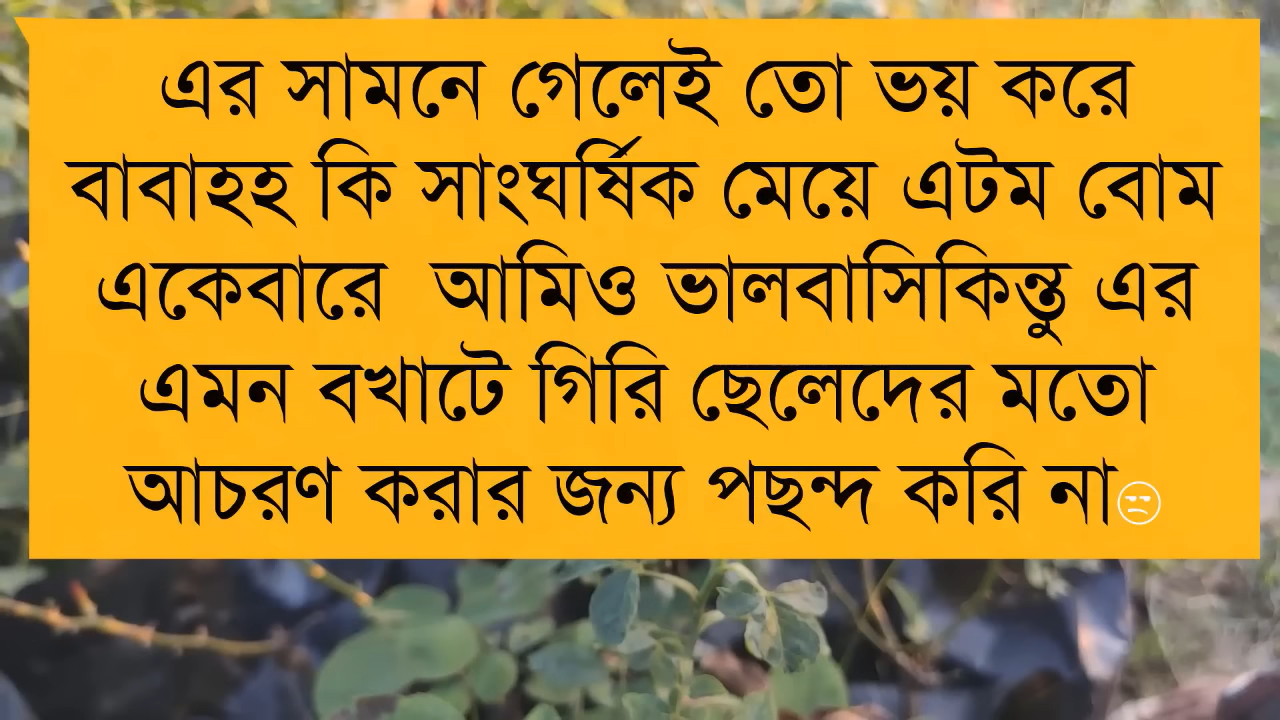 এর সামনে গেলেই তো ভয় করে
বাবাহহ কি সাংঘর্ষিক মেয়ে এটম বোম
একেবারে আমিও ভালবাসিকিন্তু এর
এমন বখাটে গিরি ছেলেদের মতো
আচরণ করার জন্য পছন্দ করি না😒